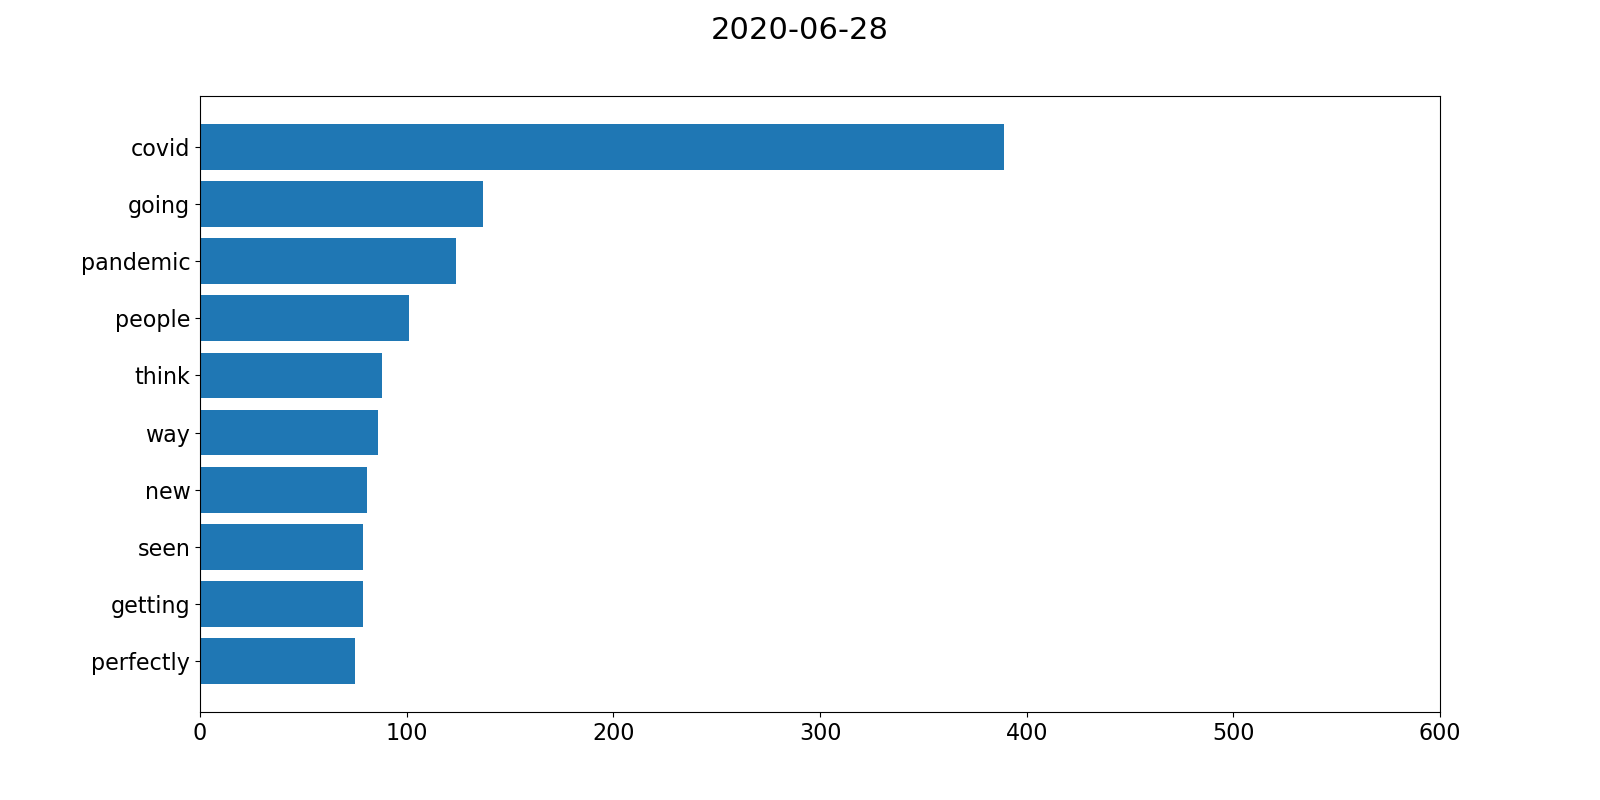 2020-06-28
covid
going
pandemic
people
think
way
new
seen
getting
perfectly
0 100 200 300 400 500 600